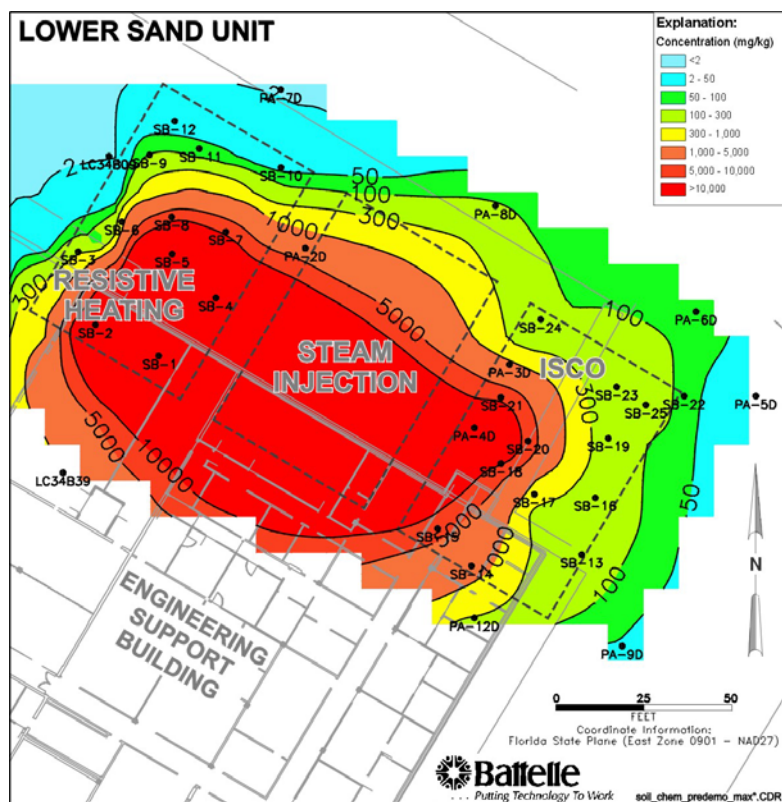 LOWER SAND UNIT
Explanation:
Concentration (mg/kg)
<2
2 - 50
50 - 100
100 - 300
300 - 1,000
1,000 - 5,000
5,000 - 10,000
>10,000
PA-7D
2
SB-12
SB-11
SB-9
LC34B09
2
SB-10
50
100
300
PA-8D
SB-6
SB-8
SB-7
1000
PA-2D
SB-3
SB-5
RESISTIVE
HEATING
300
SB-4
5000
100
PA-6D
SB-24
SB-2
SB-1
STEAM
INJECTION
PA-3D
ISCO
300
SB-23
SB-25
SB-22
PA-5D
SB-21
PA-4D
SB-20
SB-19
SB-18
5000
10000
LC34B39
SB-17
SB-16
50
SB-15
5000
SB-14
1000
SB-13
100
PA-12D
PA-9D
N
ENGINEERING
SUPPORT
BUILDING
0 25 50
FEET
Coordinate Information:
Florida State Plane (East Zone 0901 - NAD27)
Battelle
... Putting Technology To Work
soil_chem_predemo_max*.CDR